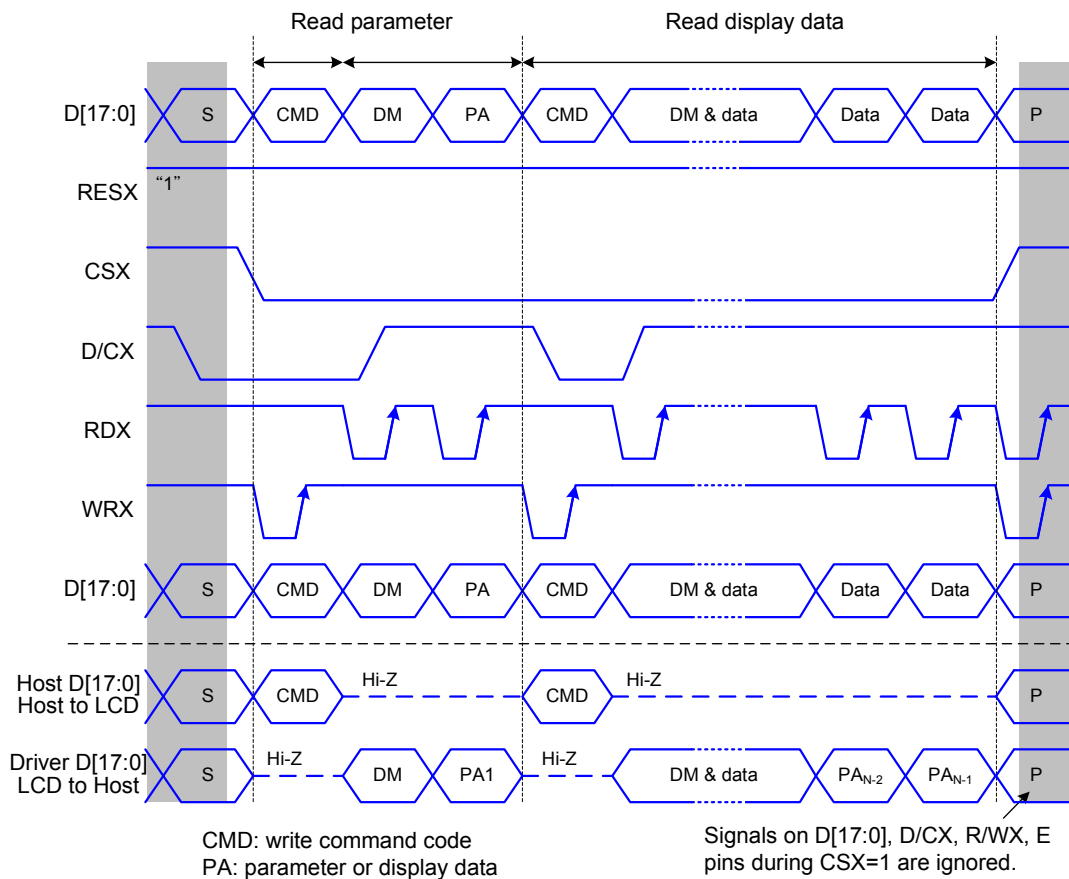 Read parameter
Read display data
D[17:0]
S
CMD
DM
PA
CMD
DM & data
Data
Data
P
RESX
“1”
CSX
D/CX
RDX
WRX
D[17:0]
S
CMD
DM
PA
CMD
DM & data
Data
Data
P
Host D[17:0]
Host to LCD
S
CMD
Hi-Z
CMD
Hi-Z
P
Driver D[17:0]
LCD to Host
S
Hi-Z
DM
PA1
Hi-Z
DM & data
PAN-2
PAN-1
P
CMD: write command code
PA: parameter or display data
Signals on D[17:0], D/CX, R/WX, E
pins during CSX=1 are ignored.